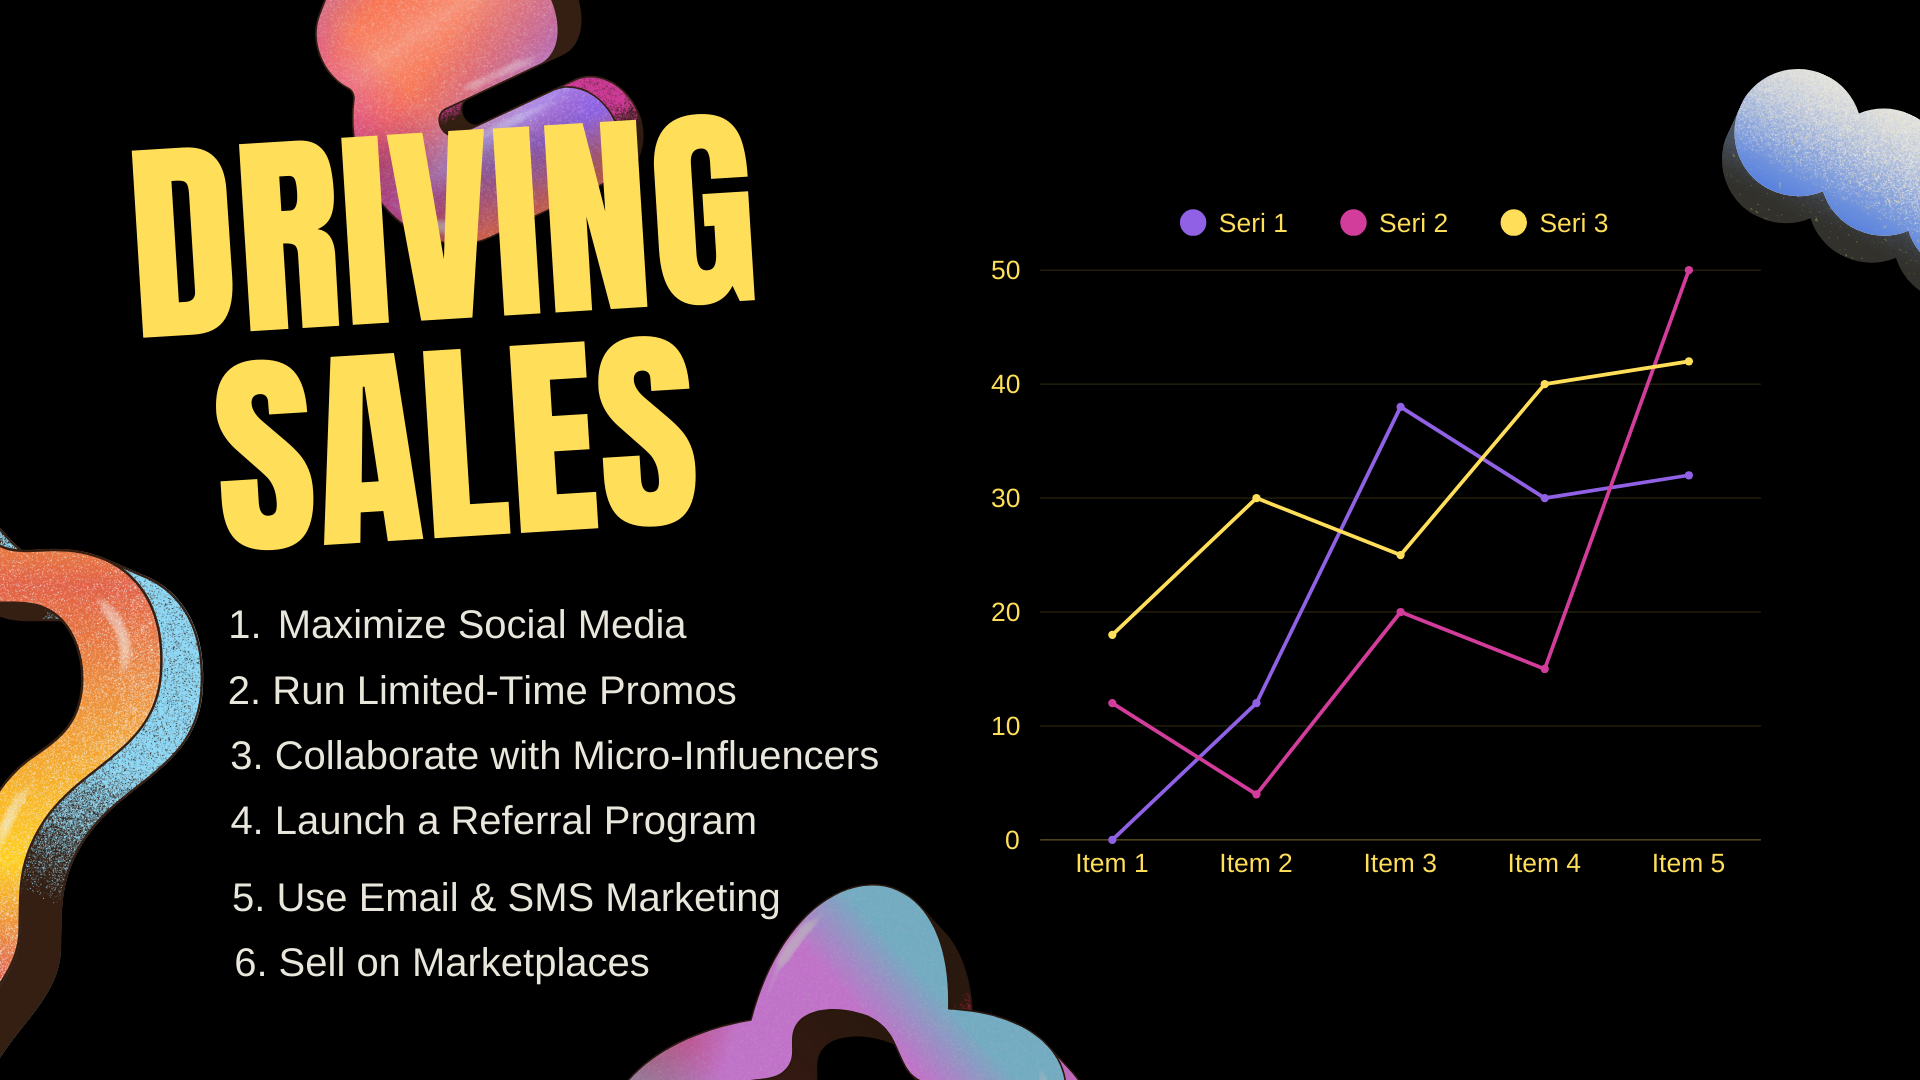 DRIVING
SALES
1. Maximize Social Media
2. Run Limited-Time Promos
3. Collaborate with Micro-Influencers
4. Launch a Referral Program
5. Use Email & SMS Marketing
6. Sell on Marketplaces
Seri 1 Seri 2 Seri 3
50
40
30
20
10
0
Item 1 Item 2 Item 3 Item 4 Item 5